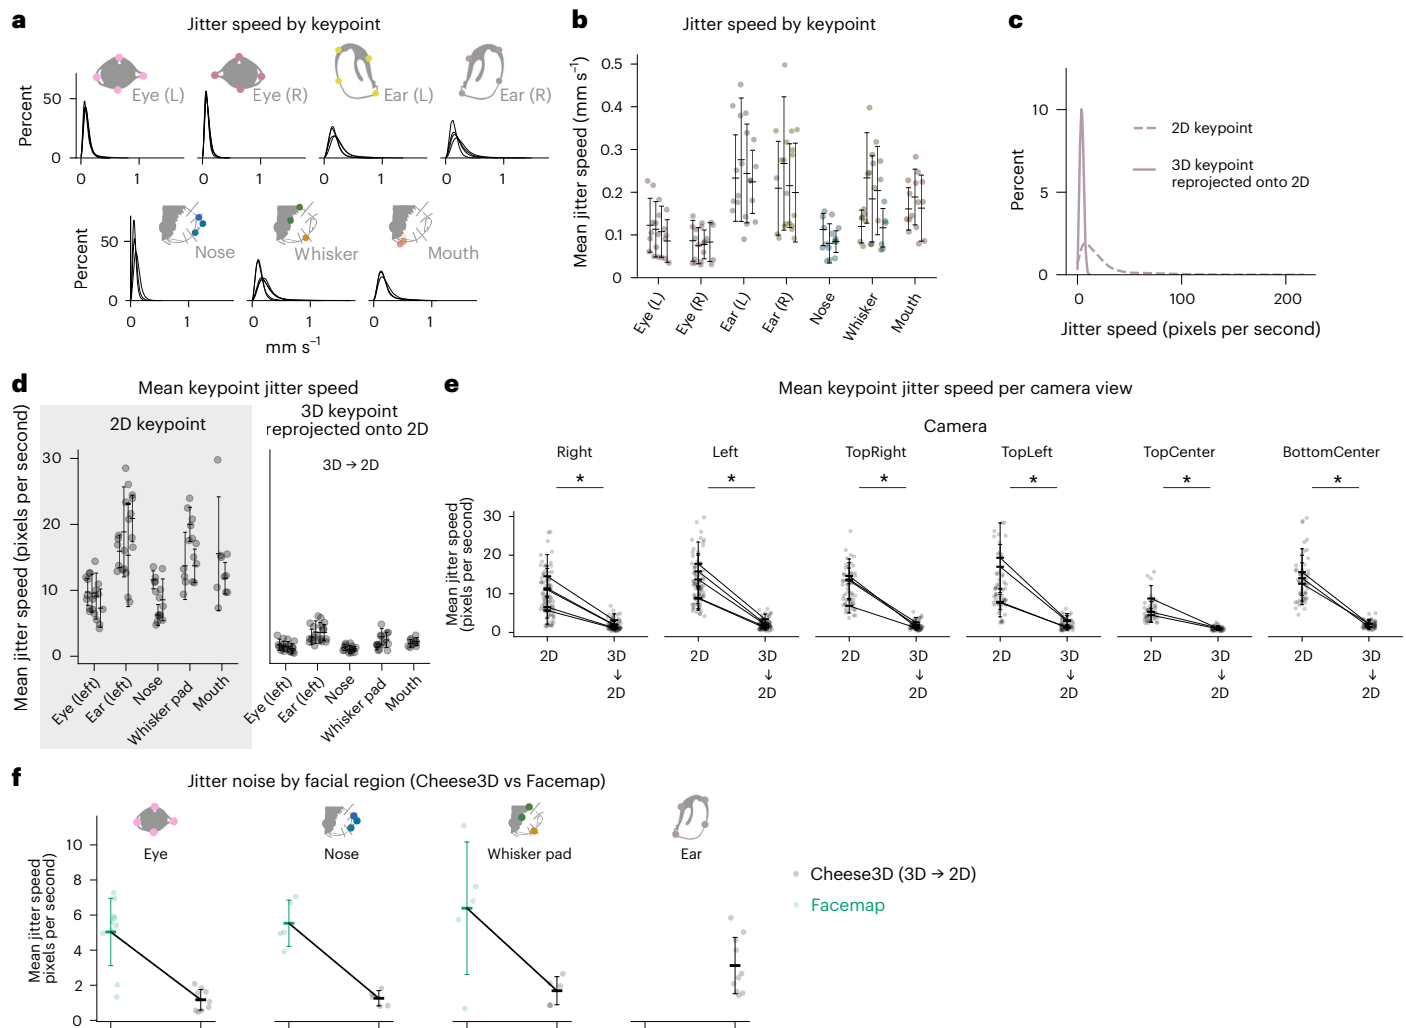 a
Jitter speed by keypoint
Percent
50
0
Eye (L)
Eye (R)
Ear (L)
Ear (R)
0 1
0 1
0 1
0 1
Percent
50
0
Nose
Whisker
Mouth
0 1
0 1
0 1
mm s⁻¹
b
Jitter speed by keypoint
Mean jitter speed (mm s⁻¹)
0.5
0.4
0.3
0.2
0.1
0
Eye (L)
Eye (R)
Ear (L)
Ear (R)
Nose
Whisker
Mouth
c
Percent
10
5
0
2D keypoint
3D keypoint
reprojected onto 2D
0 100 200
Jitter speed (pixels per second)
d
Mean keypoint jitter speed
Mean jitter speed (pixels per second)
2D keypoint
3D keypoint
reprojected onto 2D
3D → 2D
30
20
10
0
Eye (left)
Ear (left)
Nose
Whisker pad
Mouth
Eye (left)
Ear (left)
Nose
Whisker pad
Mouth
e
Mean keypoint jitter speed per camera view
Camera
Right Left TopRight TopLeft TopCenter BottomCenter
* * * * * *
Mean jitter speed
(pixels per second)
30
20
10
0
2D 3D 2D 3D 2D 3D 2D 3D 2D 3D 2D 3D
↓ ↓ ↓ ↓ ↓ ↓
2D 2D 2D 2D 2D 2D
f
Jitter noise by facial region (Cheese3D vs Facemap)
Mean jitter speed
pixels per second)
10
8
6
4
2
0
Eye Nose Whisker pad Ear
Cheese3D (3D → 2D)
Facemap